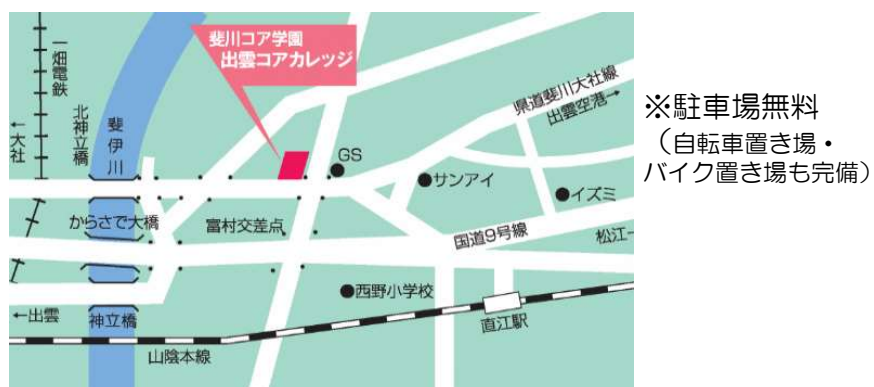 斐川コア学園
出雲コアカレッジ
一畑電鉄
←大社
北神立橋
斐伊川
県道斐川大社線
出雲空港→
GS
サンアイ
イズミ
からさで大橋
富村交差点
国道9号線
松江→
西野小学校
←出雲
神立橋
直江駅
山陰本線
※駐車場無料
（自転車置き場・
バイク置き場も完備）